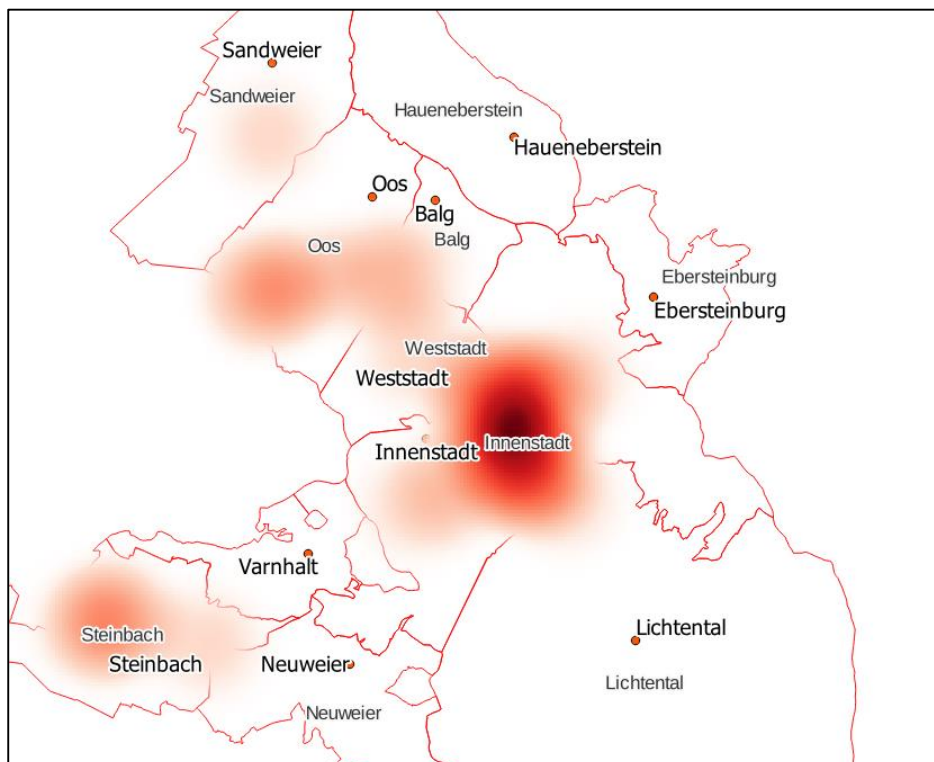 Sandweier
Sandweier
Haueneberstein
Haueneberstein
Oos
Balg
Oos
Balg
Ebersteinburg
Ebersteinburg
Weststadt
Weststadt
Innenstadt
Innenstadt
Varnhalt
Steinbach
Steinbach
Neuweier
Neuweier
Lichtental
Lichtental